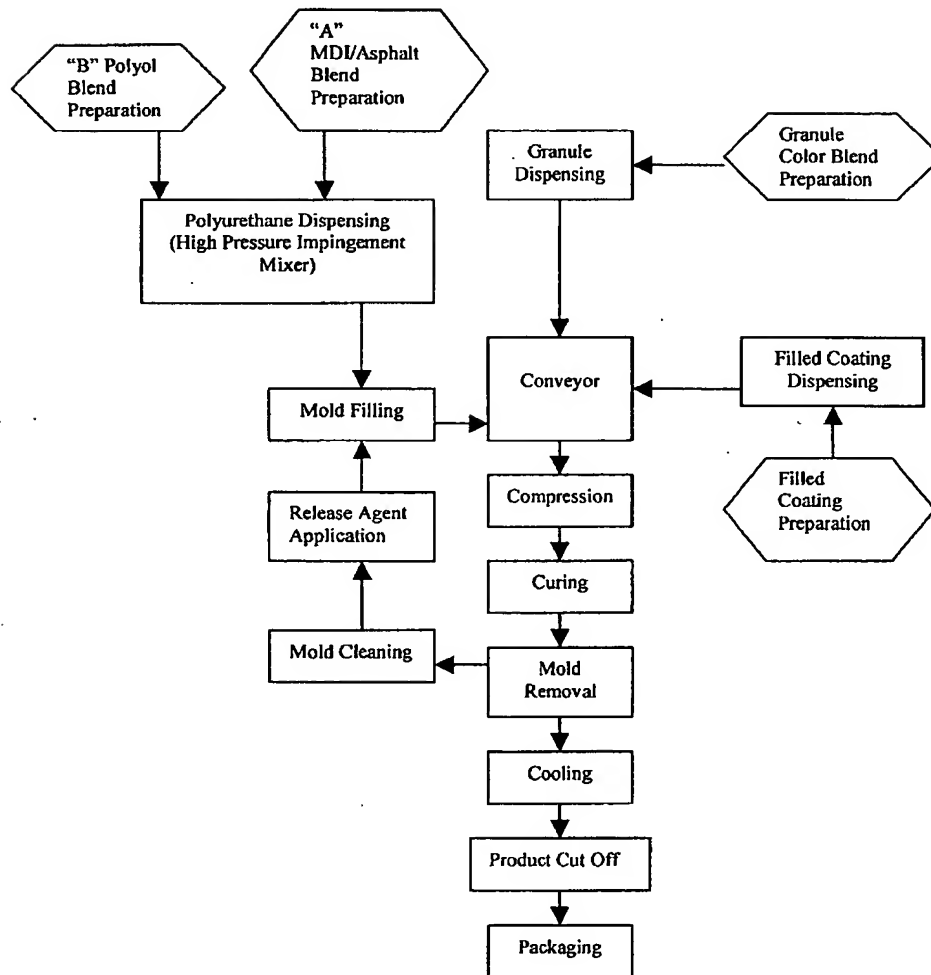 "B" Polyol
Blend
Preparation
"A"
MDI/Asphalt
Blend
Preparation
Granule
Dispensing
Granule
Color Blend
Preparation
Polyurethane Dispensing
(High Pressure Impingement
Mixer)
Conveyor
Filled Coating
Dispensing
Mold Filling
Compression
Filled
Coating
Preparation
Release Agent
Application
Curing
Mold Cleaning
Mold
Removal
Cooling
Product Cut Off
Packaging